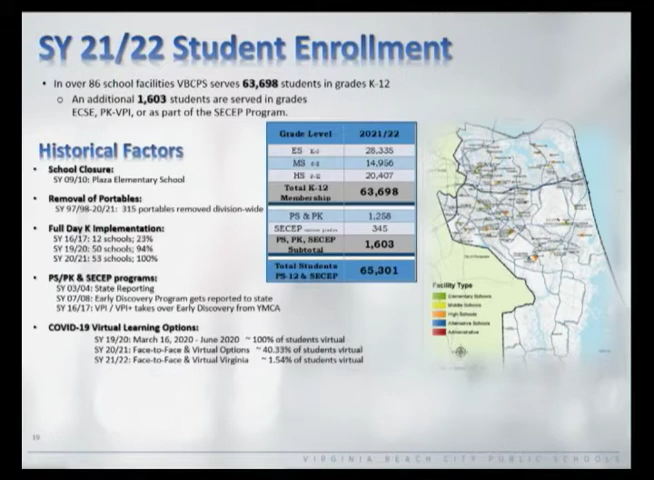 SY 21/22 Student Enrollment
• In over 86 school facilities VBCPS serves 63,698 students in grades K-12
o An additional 1,603 students are served in grades
ECSE, PK-VPI, or as part of the SECEP Program.
Historical Factors
• School Closure:
SY 09/10: Plaza Elementary School
• Removal of Portables:
SY 97/98-20/21: 315 portables removed division-wide
• Full Day K Implementation:
SY 16/17: 12 schools; 23%
SY 19/20: 50 schools; 94%
SY 20/21: 53 schools; 100%
• PS/PK & SECEP programs:
SY 03/04: State Reporting
SY 07/08: Early Discovery Program gets reported to state
SY 16/17: VPI / VPI+ takes over Early Discovery from YMCA
• COVID-19 Virtual Learning Options:
SY 19/20: March 16, 2020 - June 2020 ~ 100% of students virtual
SY 20/21: Face-to-Face & Virtual Options ~ 40.33% of students virtual
SY 21/22: Face-to-Face & Virtual Virginia ~ 1.54% of students virtual
Grade Level 2021/22
ES 28,335
MS 14,956
HS 20,407
Total K-12
Membership 63,698
PS & PK 1,258
SECEP 345
PS, PK, SECEP
Subtotal 1,603
Total Students
PS-12 & SECEP 65,301
Facility Type
Elementary Schools
Middle Schools
High Schools
Alternative Schools
Administrative
19
VIRGINIA BEACH CITY PUBLIC SCHOOLS